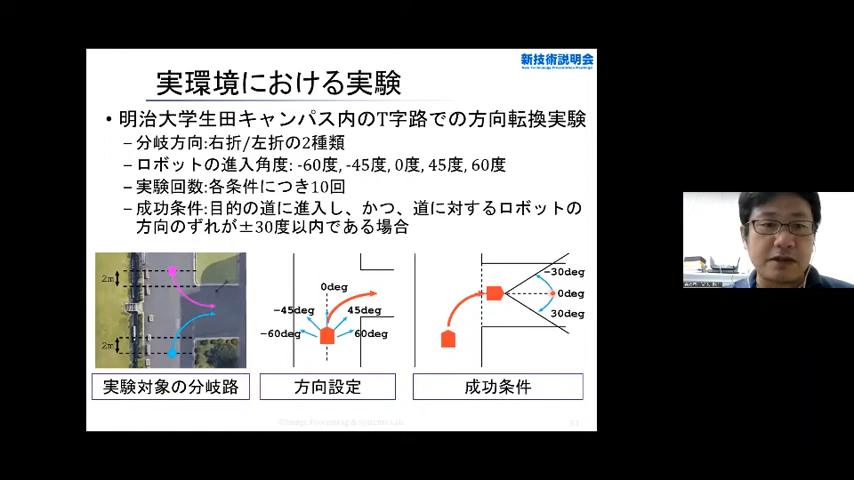 新技術説明会
New Technology Presentation Meetings!
実環境における実験
• 明治大学生田キャンパス内のT字路での方向転換実験
– 分岐方向:右折/左折の2種類
– ロボットの進入角度: -60度, -45度, 0度, 45度, 60度
– 実験回数:各条件につき10回
– 成功条件:目的の道に進入し、かつ、道に対するロボットの
方向のずれが±30度以内である場合
2m
2m
0deg
−45deg
45deg
−60deg
60deg
−30deg
0deg
30deg
実験対象の分岐路
方向設定
成功条件